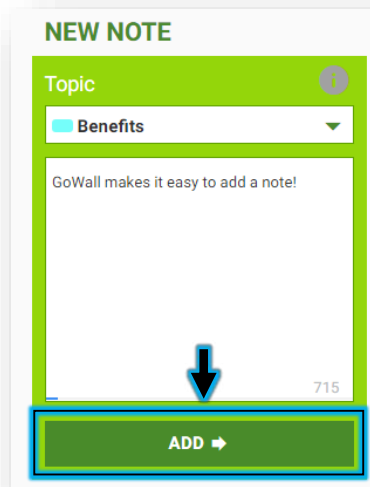 NEW NOTE
Topic
i
Benefits
GoWall makes it easy to add a note!
715
ADD